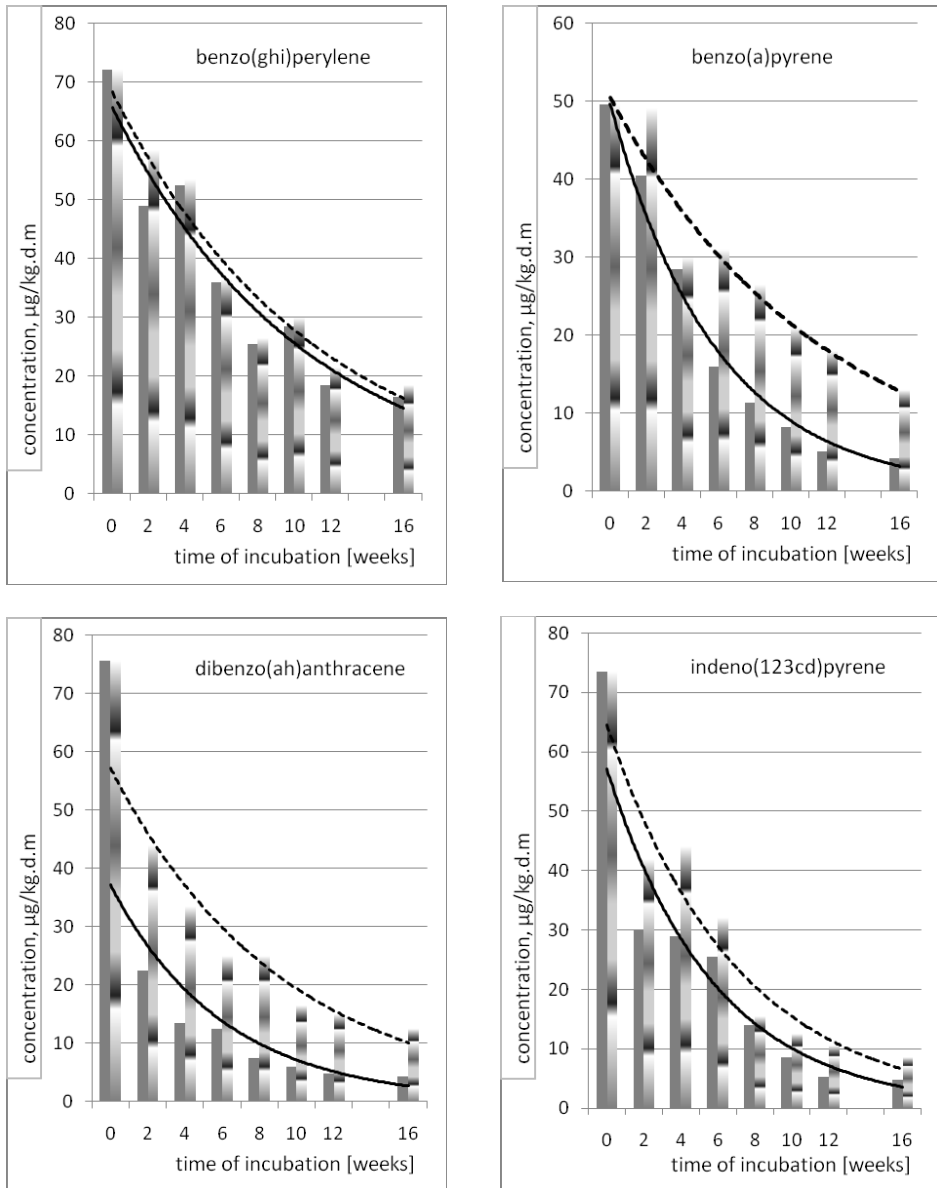 benzo(ghi)perylene
concentration, µg/kg.d.m
80
70
60
50
40
30
20
10
0
0 2 4 6 8 10 12 16
time of incubation [weeks]
benzo(a)pyrene
concentration, µg/kg.d.m
60
50
40
30
20
10
0
0 2 4 6 8 10 12 16
time of incubation [weeks]
dibenzo(ah)anthracene
concentration, µg/kg.d.m
80
70
60
50
40
30
20
10
0
0 2 4 6 8 10 12 16
time of incubation [weeks]
indeno(123cd)pyrene
concentration, µg/kg.d.m
80
70
60
50
40
30
20
10
0
0 2 4 6 8 10 12 16
time of incubation [weeks]